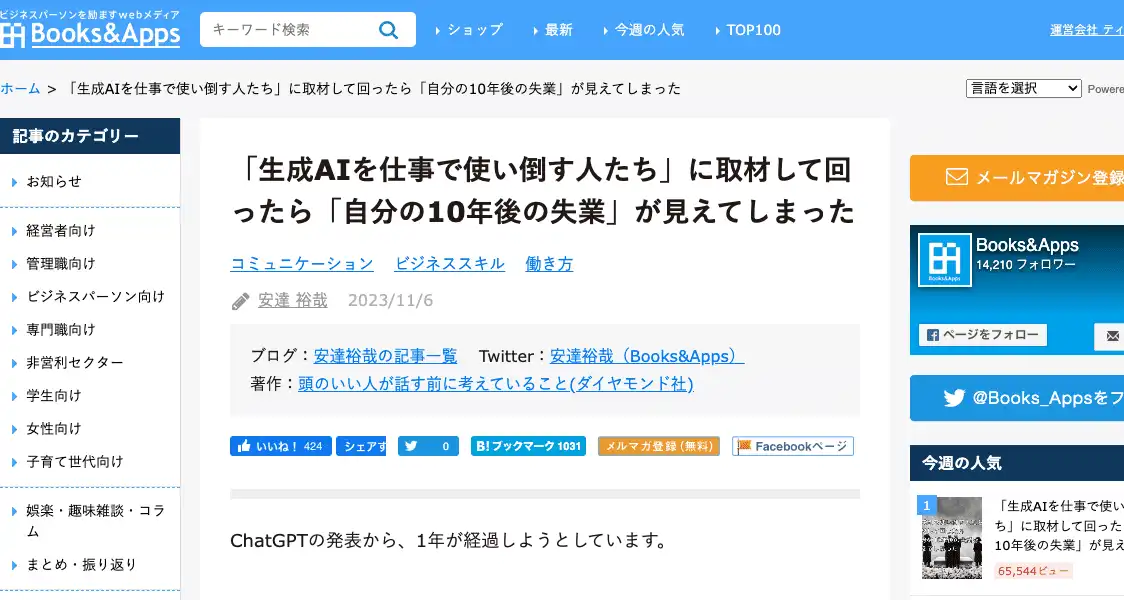 ビジネスパーソンを励ますwebメディア
Books&Apps
キーワード検索
ショップ
最新
今週の人気
TOP100
運営会社 ティ
ホーム > 「生成AIを仕事で使い倒す人たち」に取材して回ったら「自分の10年後の失業」が見えてしまった
言語を選択
Powere
記事のカテゴリー
お知らせ
経営者向け
管理職向け
ビジネスパーソン向け
専門職向け
非営利セクター
学生向け
女性向け
子育て世代向け
娯楽・趣味雑談・コラ
ム
まとめ・振り返り
「生成AIを仕事で使い倒す人たち」に取材して回
ったら「自分の10年後の失業」が見えてしまった
コミュニケーション ビジネススキル 働き方
安達 裕哉 2023/11/6
ブログ：安達裕哉の記事一覧 Twitter：安達裕哉（Books&Apps）
著作：頭のいい人が話す前に考えていること(ダイヤモンド社)
いいね！ 424
シェアす
0
B!ブックマーク 1031
メルマガ登録(無料)
Facebookページ
ChatGPTの発表から、1年が経過しようとしています。
メールマガジン登録
Books&Apps
Books&Apps
14,210 フォロワー
ページをフォロー
@Books_Appsをフ
今週の人気
1
「生成AIを仕事で使い
ち」に取材して回った
10年後の失業」が見え
65,544ビュー